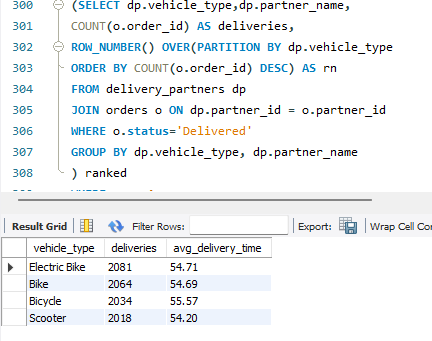 300 (SELECT dp.vehicle_type,dp.partner_name,
301 COUNT(o.order_id) AS deliveries,
302 ROW_NUMBER() OVER(PARTITION BY dp.vehicle_type
303 ORDER BY COUNT(o.order_id) DESC) AS rn
304 FROM delivery_partners dp
305 JOIN orders o ON dp.partner_id = o.partner_id
306 WHERE o.status='Delivered'
307 GROUP BY dp.vehicle_type, dp.partner_name
308 ) ranked
Result Grid Filter Rows: Export: Wrap Cell Co
vehicle_type deliveries avg_delivery_time
Electric Bike 2081 54.71
Bike 2064 54.69
Bicycle 2034 55.57
Scooter 2018 54.20